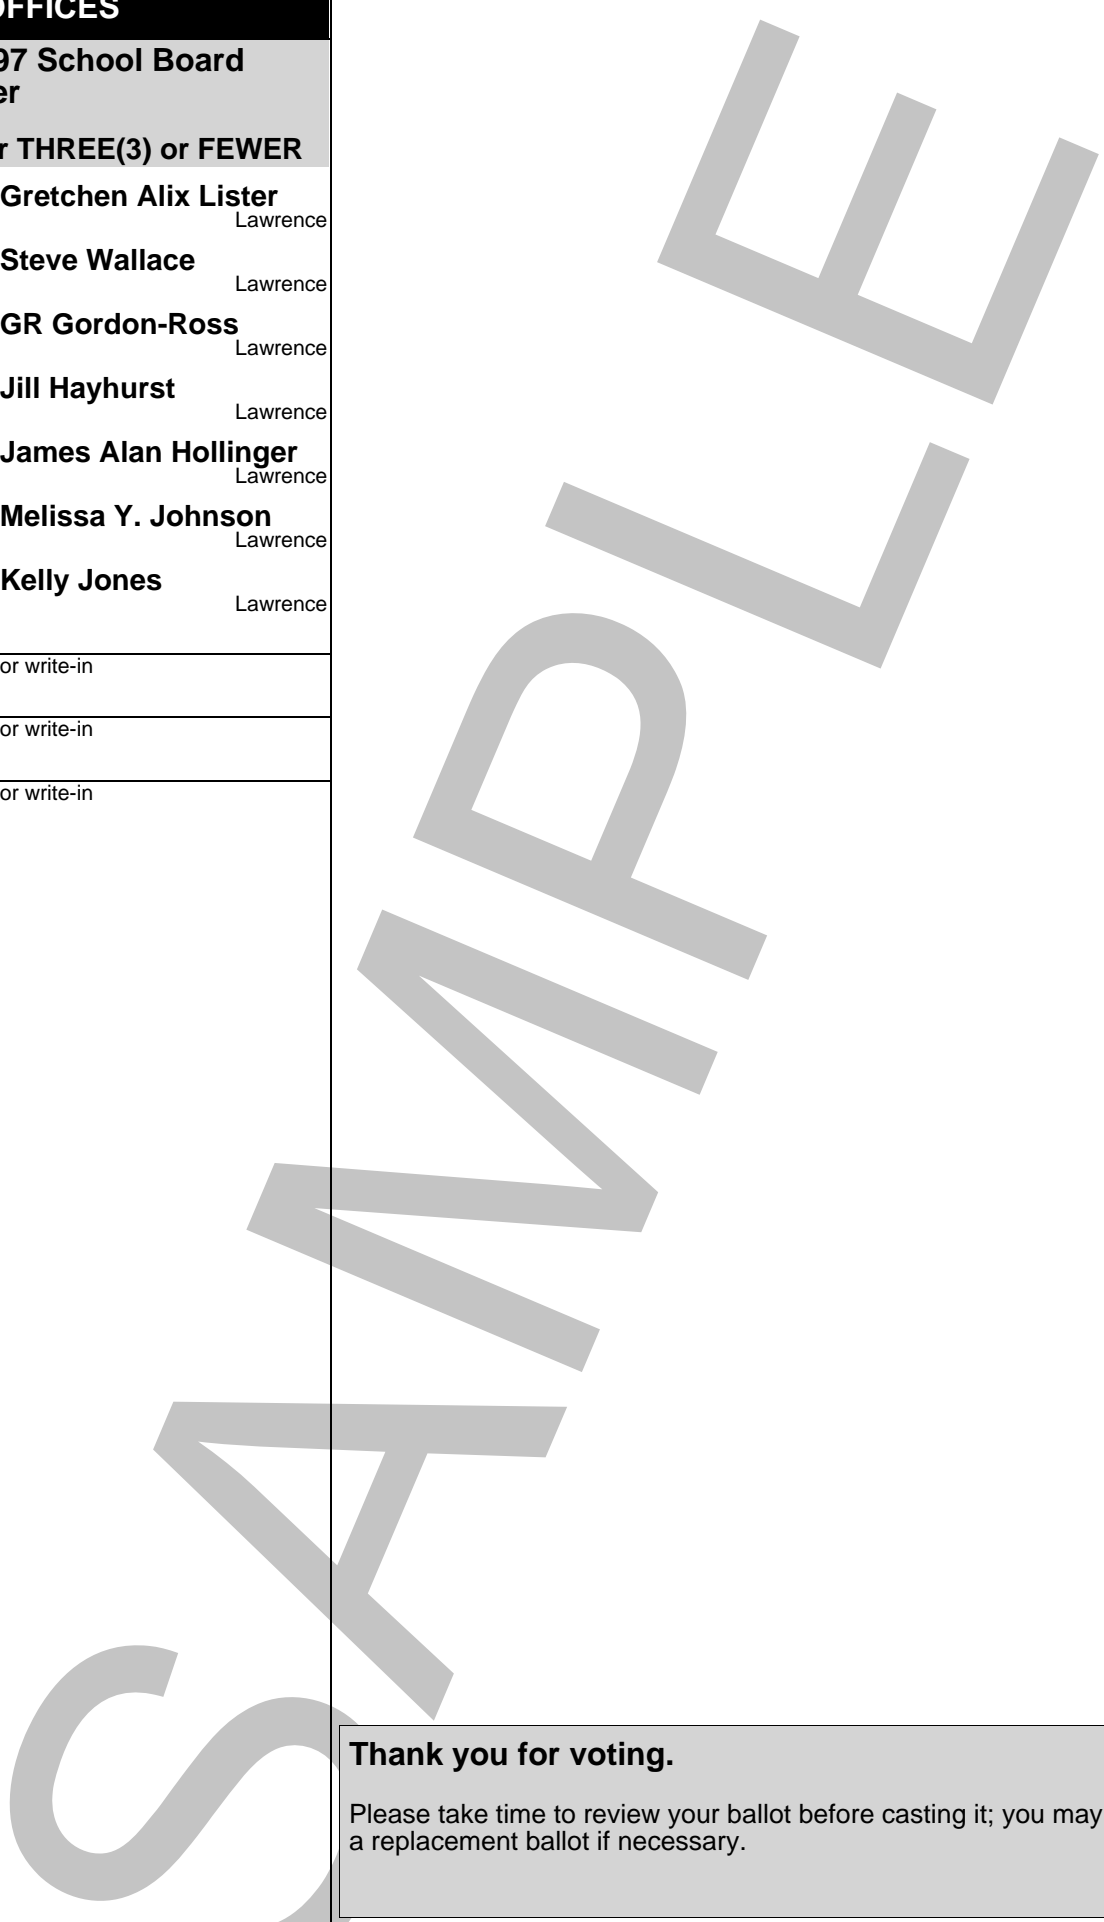 OFFICES
97 School Board
er
r THREE(3) or FEWER
Gretchen Alix Lister
Lawrence
Steve Wallace
Lawrence
GR Gordon-Ross
Lawrence
Jill Hayhurst
Lawrence
James Alan Hollinger
Lawrence
Melissa Y. Johnson
Lawrence
Kelly Jones
Lawrence
or write-in
or write-in
or write-in
SAMPLE
Thank you for voting.
Please take time to review your ballot before casting it; you may
a replacement ballot if necessary.